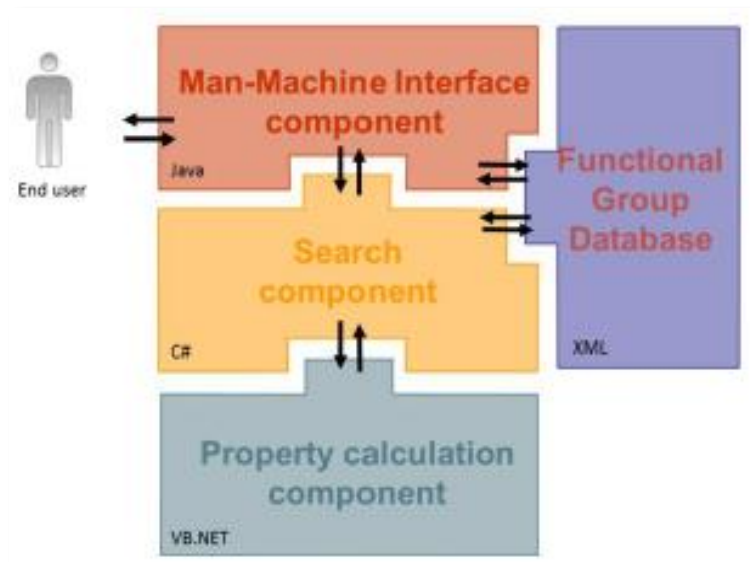 Man-Machine Interface
component
Java
End user
Functional
Group
Database
XML
Search
component
C#
Property calculation
component
VB.NET